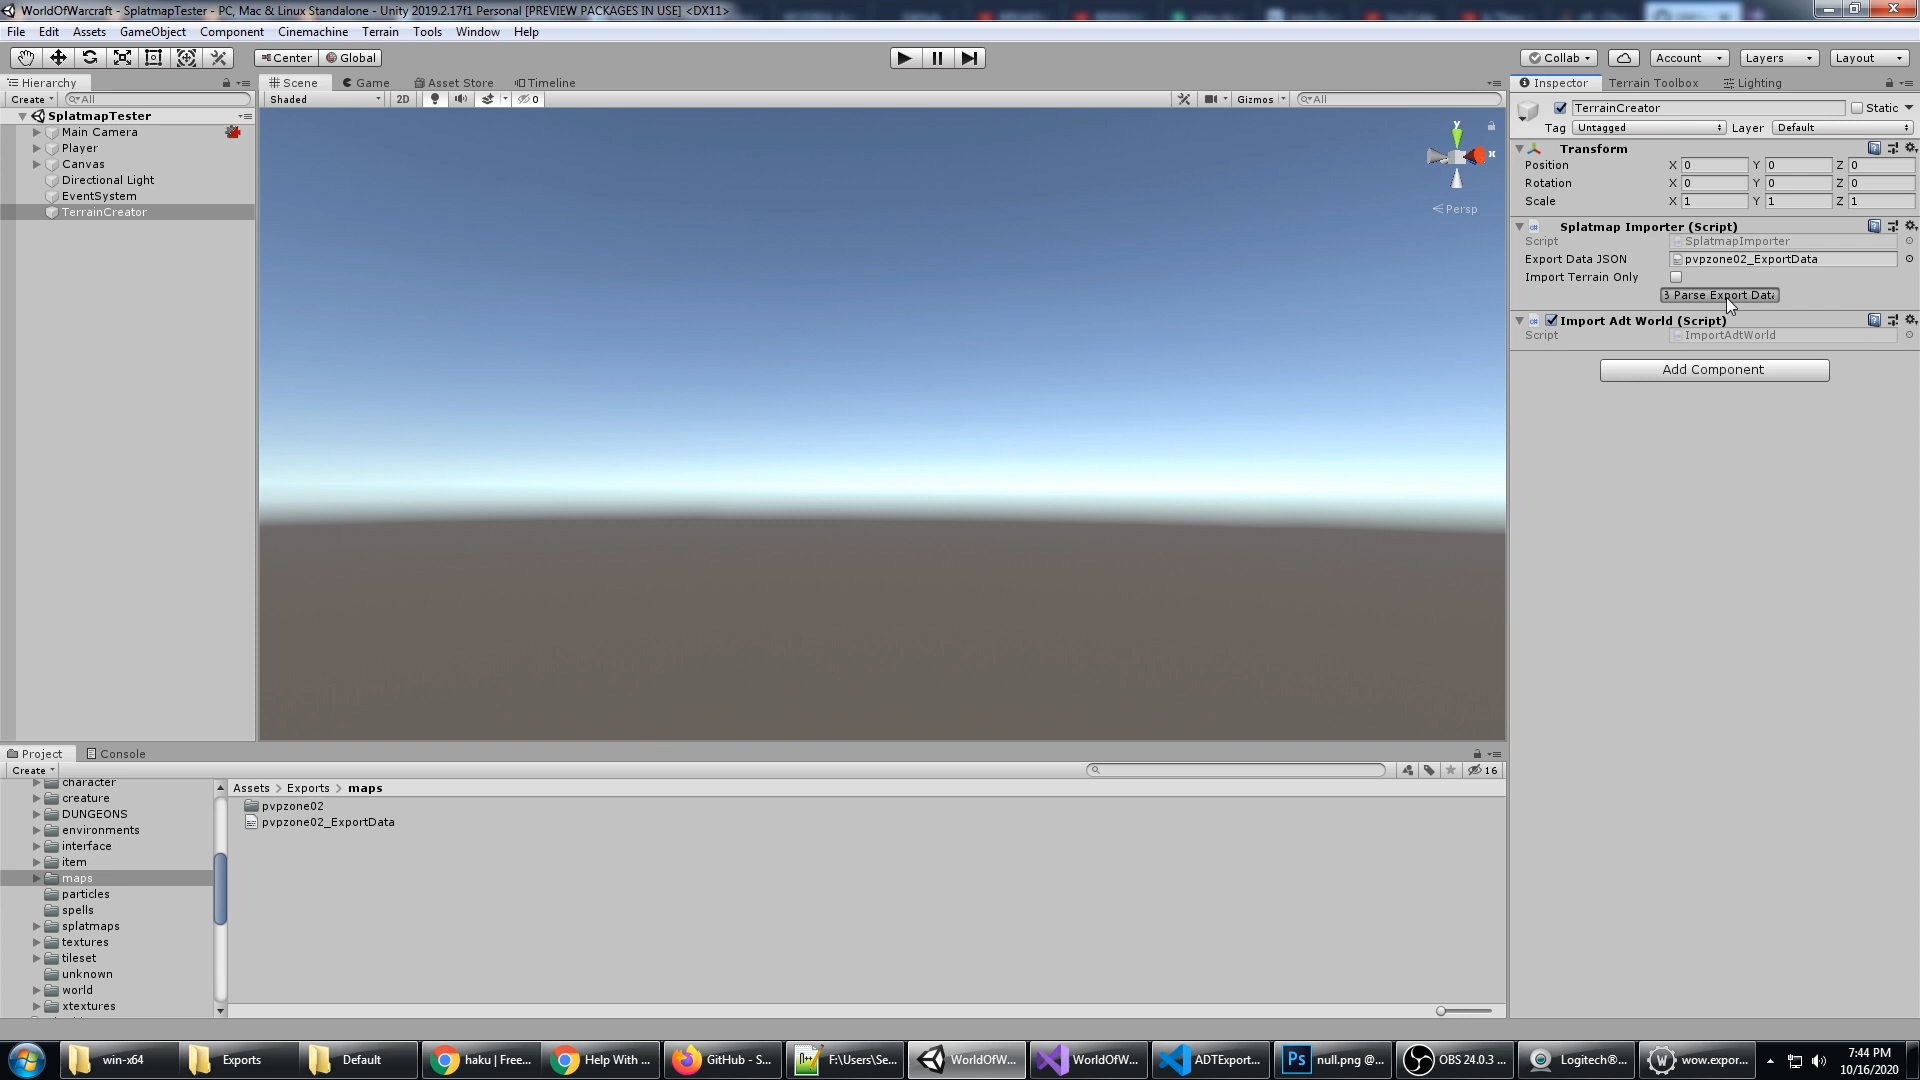 WorldOfWarcraft - SplatmapTester - PC, Mac & Linux Standalone - Unity 2019.2.17f1 Personal [PREVIEW PACKAGES IN USE] <DX11>
File Edit Assets GameObject Component Cinemachine Terrain Tools Window Help
Center Global Collab Account Layers Layout
Hierarchy Scene Game Asset Store Timeline Inspector Terrain Toolbox Lighting
Create All Shaded 2D 0 Gizmos All
SplatmapTester
Main Camera
Player
Canvas
Directional Light
EventSystem
TerrainCreator
y
x
Persp
TerrainCreator Static
Tag Untagged Layer Default
Transform
Position X 0 Y 0 Z 0
Rotation X 0 Y 0 Z 0
Scale X 1 Y 1 Z 1
Splatmap Importer (Script)
Script SplatmapImporter
Export Data JSON pvpzone02_ExportData
Import Terrain Only
Parse Export Data
Import Adt World (Script)
Script ImportAdtWorld
Add Component
Project Console
Create 16
character
creature
DUNGEONS
environments
interface
item
maps
particles
spells
splatmaps
textures
tileset
unknown
world
xtextures
Assets > Exports > maps
pvpzone02
pvpzone02_ExportData
win-x64 Exports Default haku | Free... Help With ... GitHub - S... F:\Users\Se... WorldOfW... WorldOfW... ADTExport... null.png @... OBS 24.0.3 ... Logitech®... wow.expor...
7:44 PM
10/16/2020